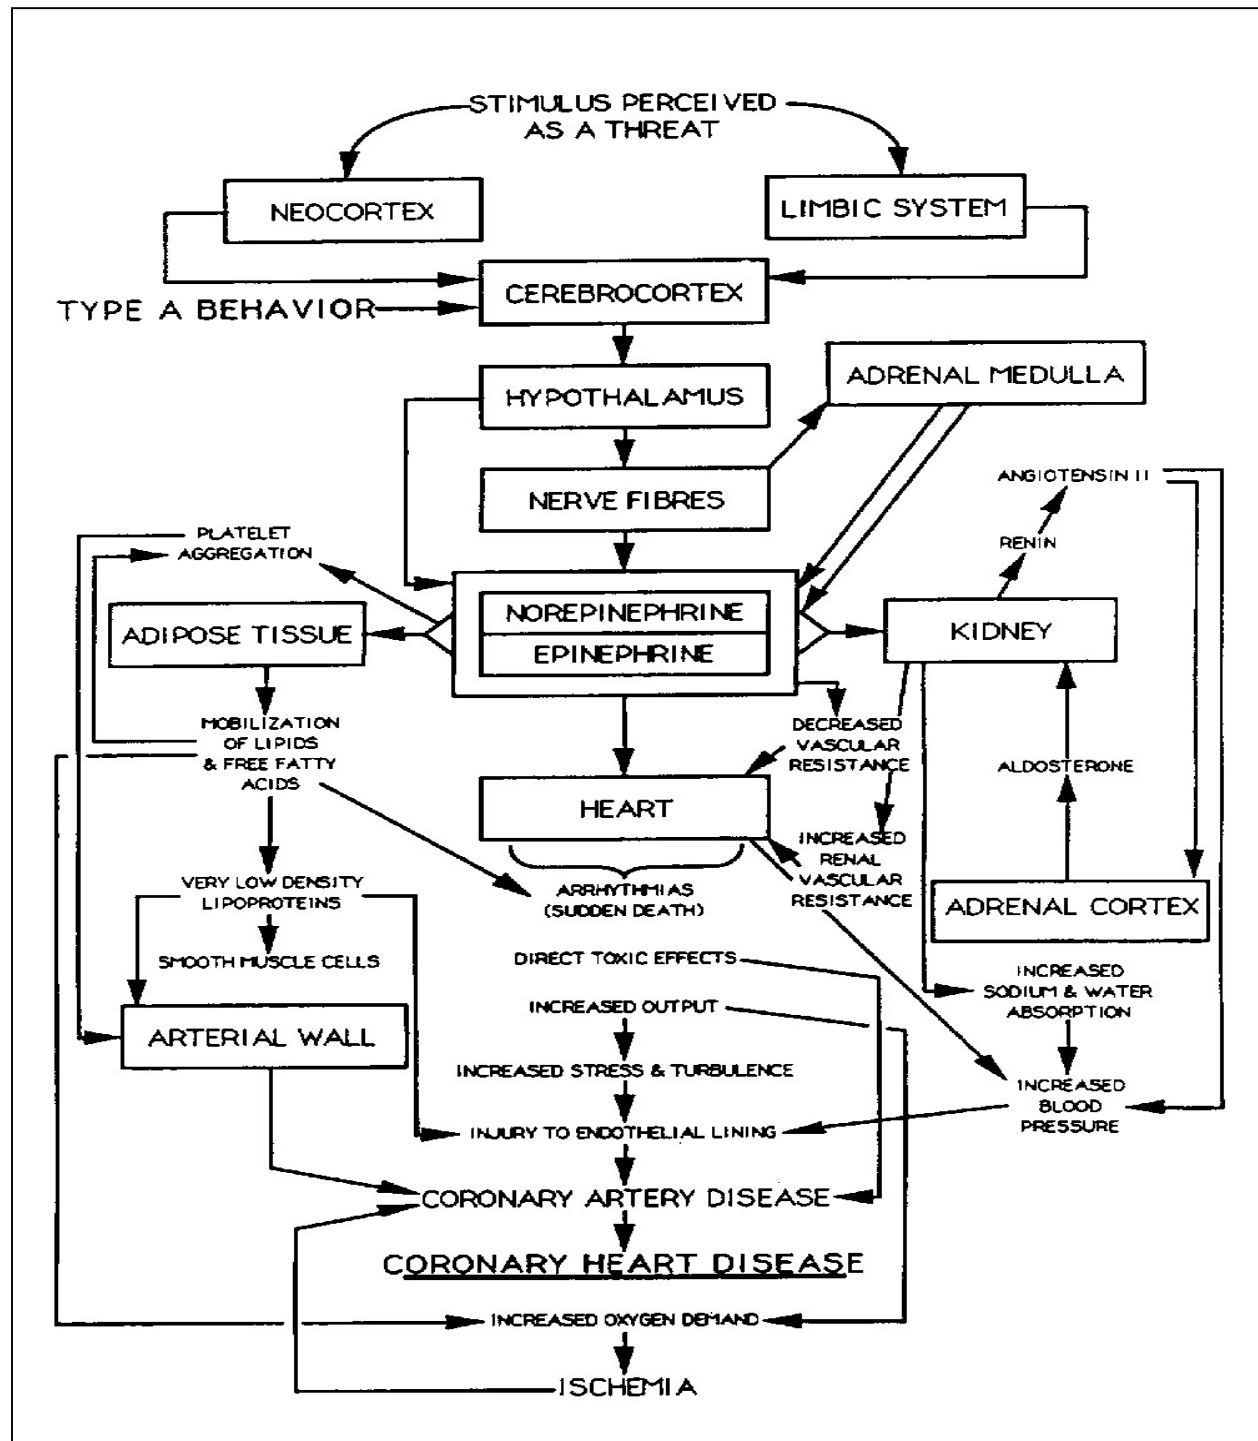 STIMULUS PERCEIVED
AS A THREAT
NEOCORTEX
LIMBIC SYSTEM
CEREBROCORTEX
TYPE A BEHAVIOR
HYPOTHALAMUS
ADRENAL MEDULLA
NERVE FIBRES
ANGIOTENSIN II
RENIN
PLATELET
AGGREGATION
NOREPINEPHRINE
EPINEPHRINE
ADIPOSE TISSUE
KIDNEY
MOBILIZATION
OF LIPIDS
& FREE FATTY
ACIDS
DECREASED
VASCULAR
RESISTANCE
ALDOSTERONE
HEART
INCREASED
RENAL
VASCULAR
RESISTANCE
VERY LOW DENSITY
LIPOPROTEINS
ARRHYTHMIAS
(SUDDEN DEATH)
ADRENAL CORTEX
SMOOTH MUSCLE CELLS
DIRECT TOXIC EFFECTS
INCREASED
SODIUM & WATER
ABSORPTION
INCREASED OUTPUT
ARTERIAL WALL
INCREASED STRESS & TURBULENCE
INCREASED
BLOOD
PRESSURE
INJURY TO ENDOTHELIAL LINING
CORONARY ARTERY DISEASE
CORONARY HEART DISEASE
INCREASED OXYGEN DEMAND
ISCHEMIA